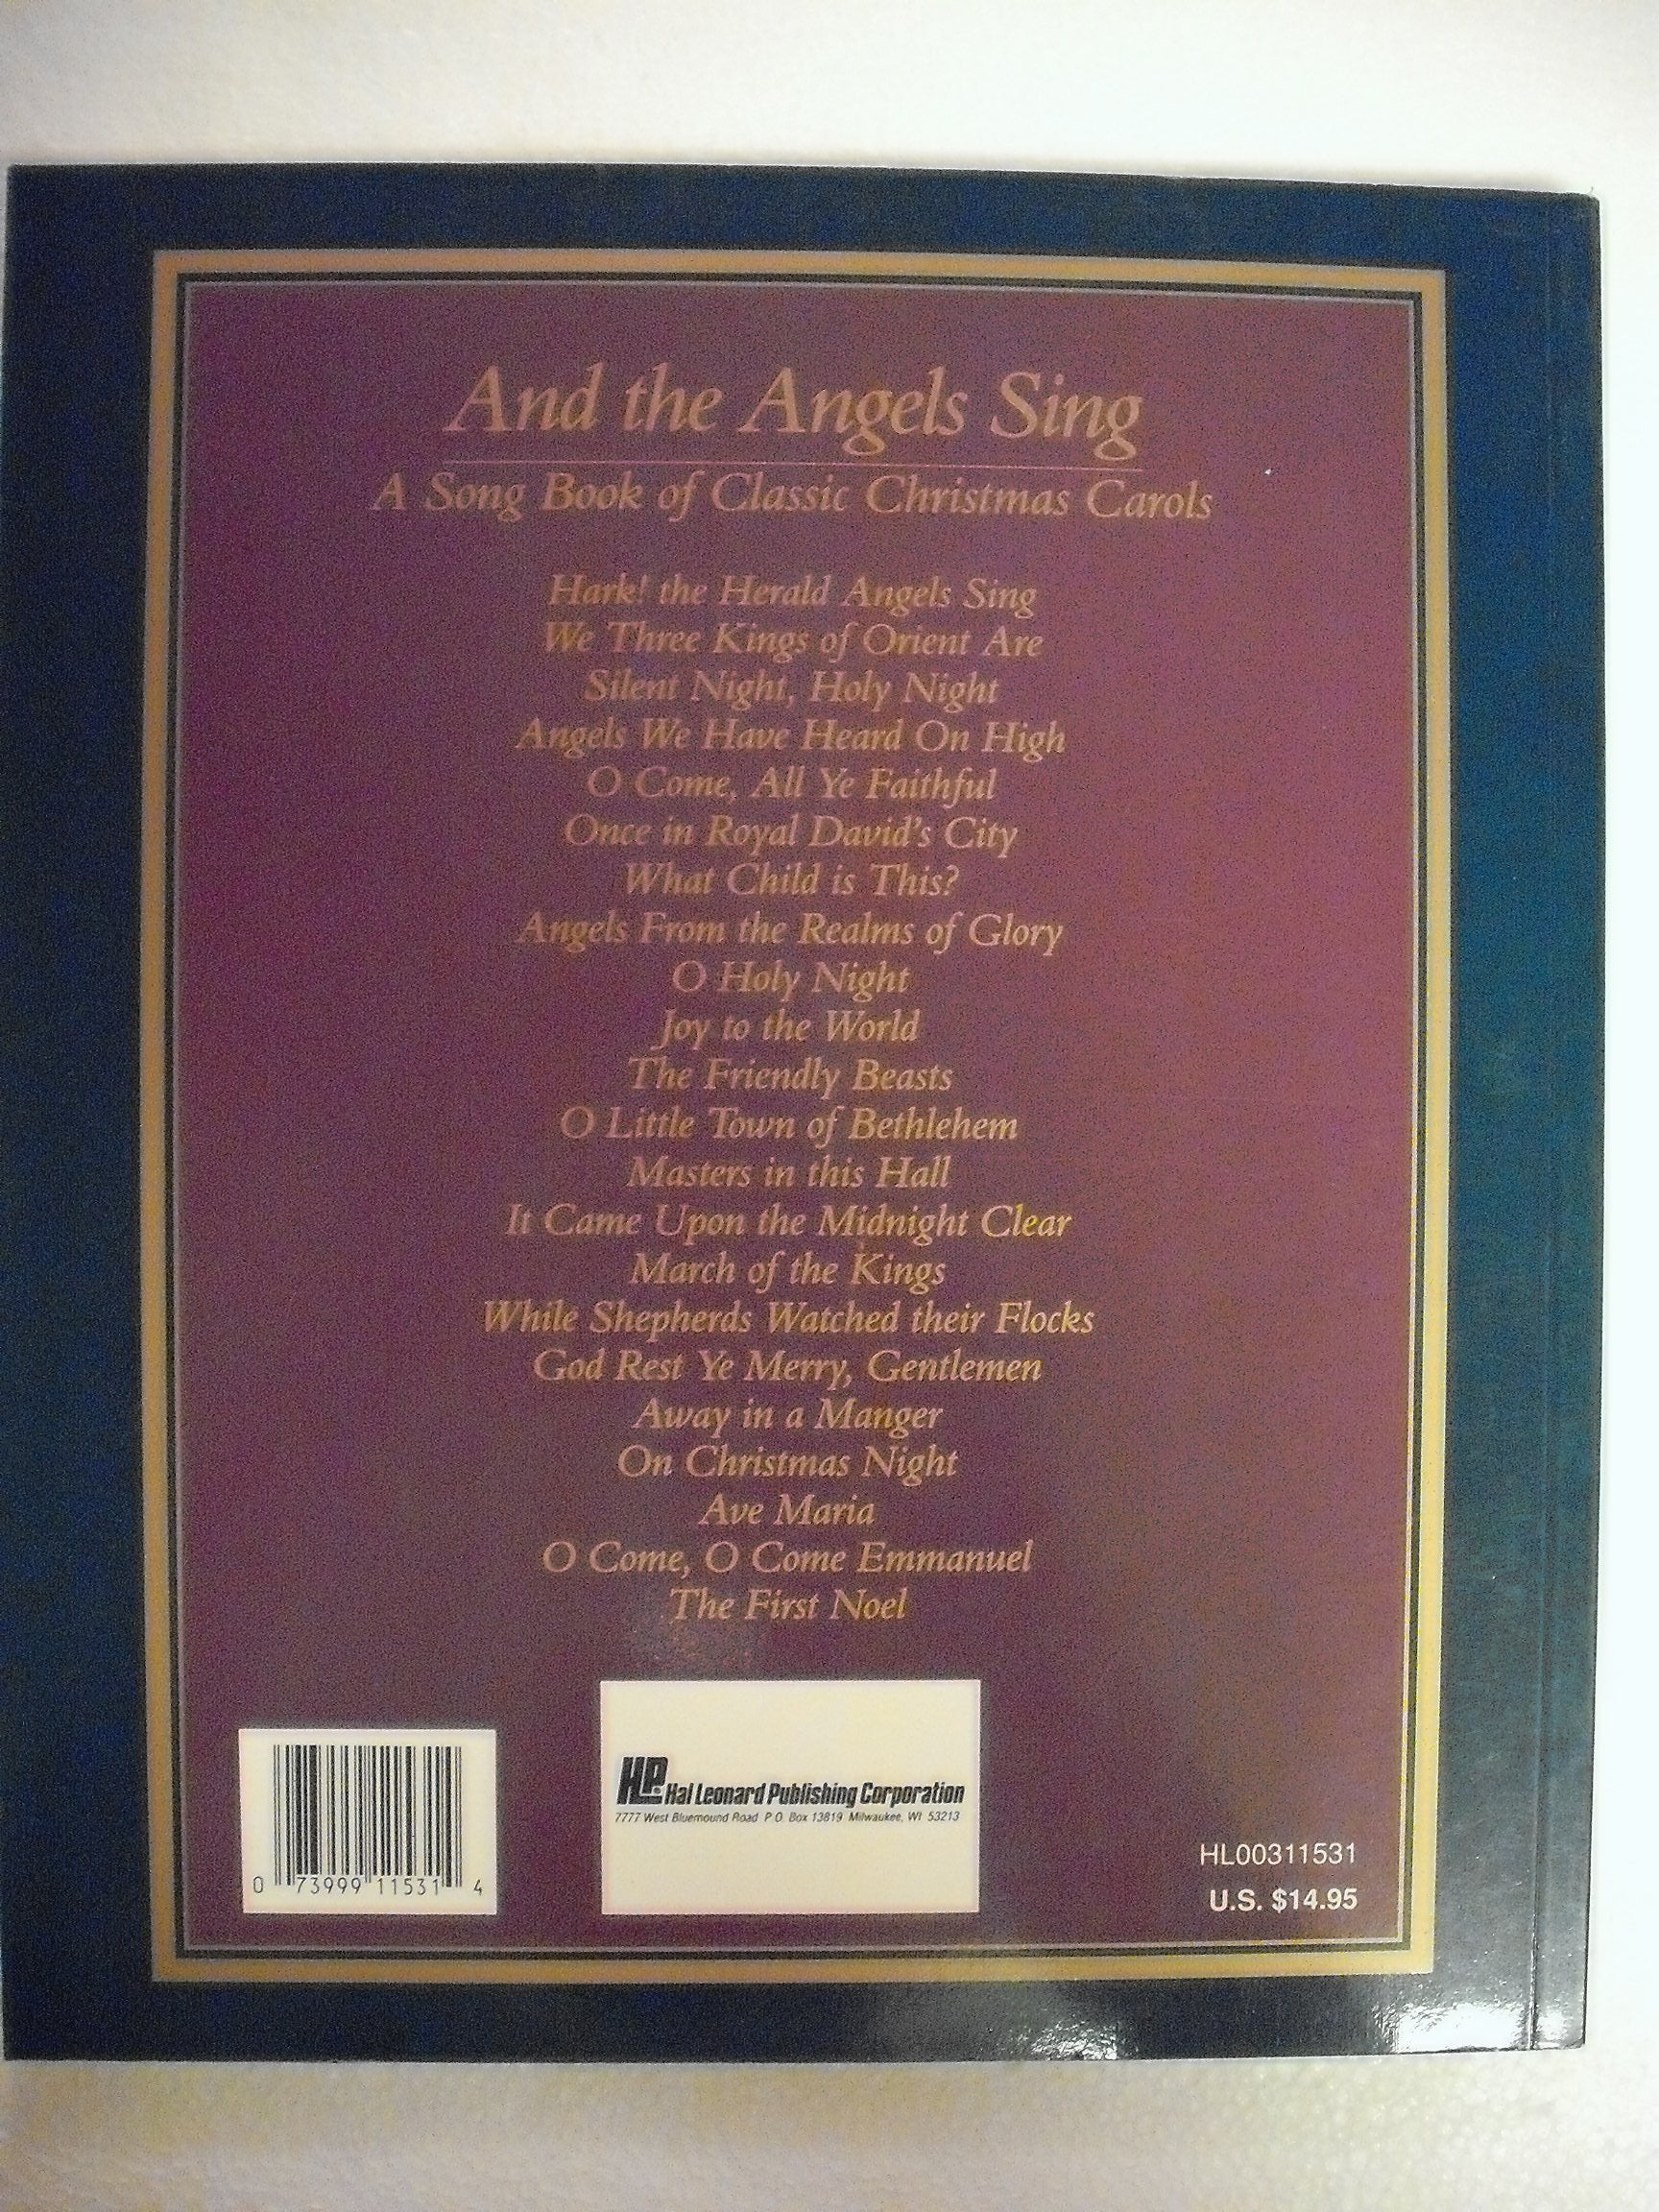 And the Angels Sing
A Song Book of Classic Christmas Carols
Hark! the Herald Angels Sing
We Three Kings of Orient Are
Silent Night, Holy Night
Angels We Have Heard On High
O Come, All Ye Faithful
Once in Royal David's City
What Child is This?
Angels From the Realms of Glory
O Holy Night
Joy to the World
The Friendly Beasts
O Little Town of Bethlehem
Masters in this Hall
It Came Upon the Midnight Clear
March of the Kings
While Shepherds Watched their Flocks
God Rest Ye Merry, Gentlemen
Away in a Manger
On Christmas Night
Ave Maria
O Come, O Come Emmanuel
The First Noel
0 73999 11531 4
HLP® Hal Leonard Publishing Corporation
7777 West Bluemound Road P.O. Box 13819 Milwaukee, WI 53213
HL00311531
U.S. $14.95